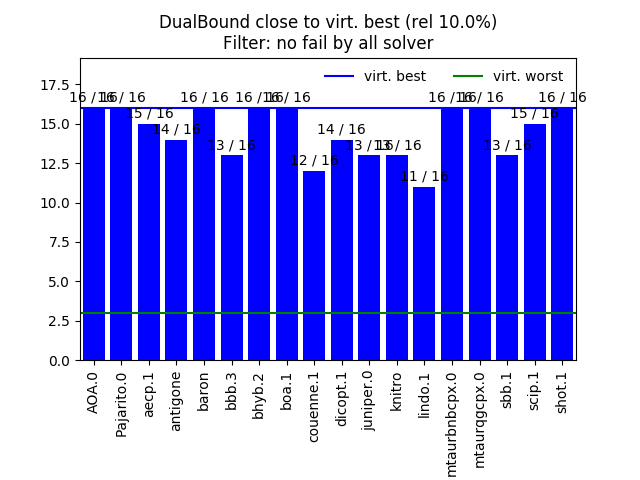 DualBound close to virt. best (rel 10.0%)
Filter: no fail by all solver
virt. best
virt. worst
17.5
15.0
12.5
10.0
7.5
5.0
2.5
0.0
16 / 16
16 / 16
15 / 16
14 / 16
16 / 16
13 / 16
16 / 16
16 / 16
12 / 16
14 / 16
13 / 16
13 / 16
11 / 16
16 / 16
16 / 16
13 / 16
15 / 16
16 / 16
AOA.0
Pajarito.0
aecp.1
antigone
baron
bbb.3
bhyb.2
boa.1
couenne.1
dicopt.1
juniper.0
knitro
lindo.1
mtaurbnbcpx.0
mtaurqgcpx.0
sbb.1
scip.1
shot.1